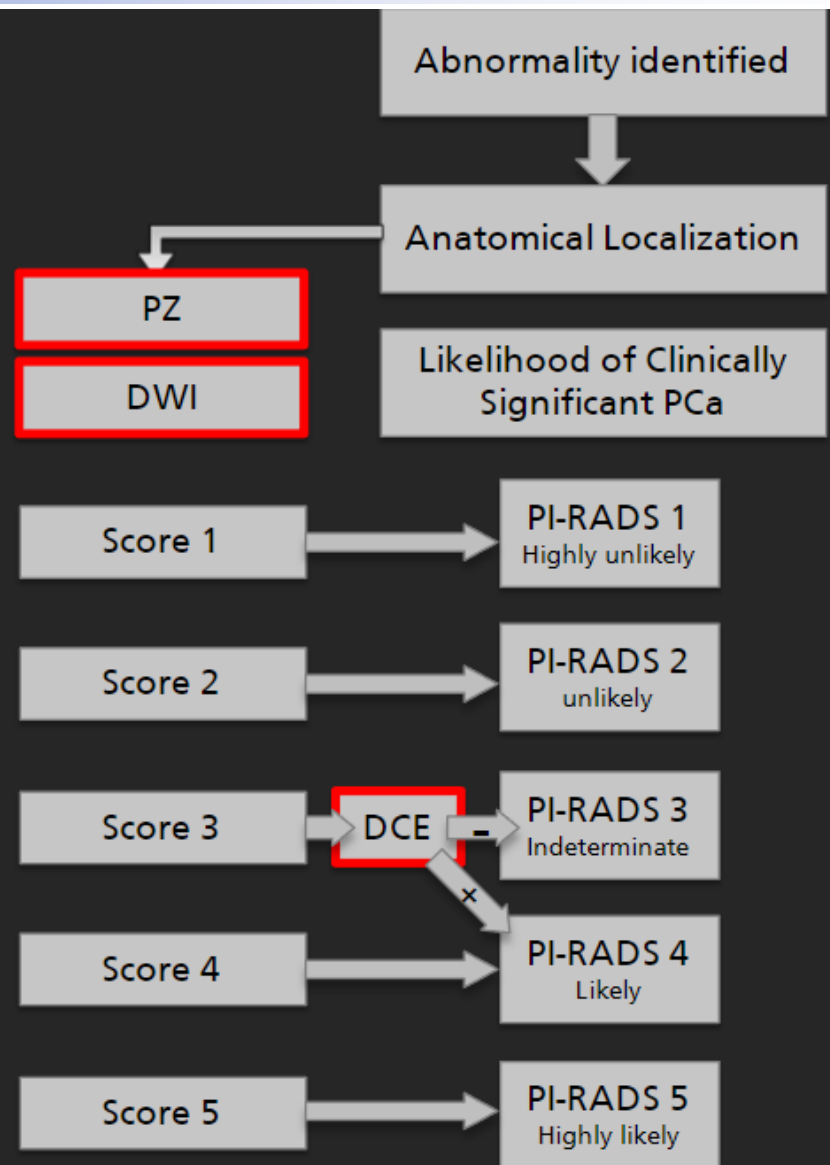 Abnormality identified
Anatomical Localization
PZ
DWI
Likelihood of Clinically
Significant PCa
Score 1
PI-RADS 1
Highly unlikely
Score 2
PI-RADS 2
unlikely
Score 3
DCE
-
PI-RADS 3
Indeterminate
+
Score 4
PI-RADS 4
Likely
Score 5
PI-RADS 5
Highly likely